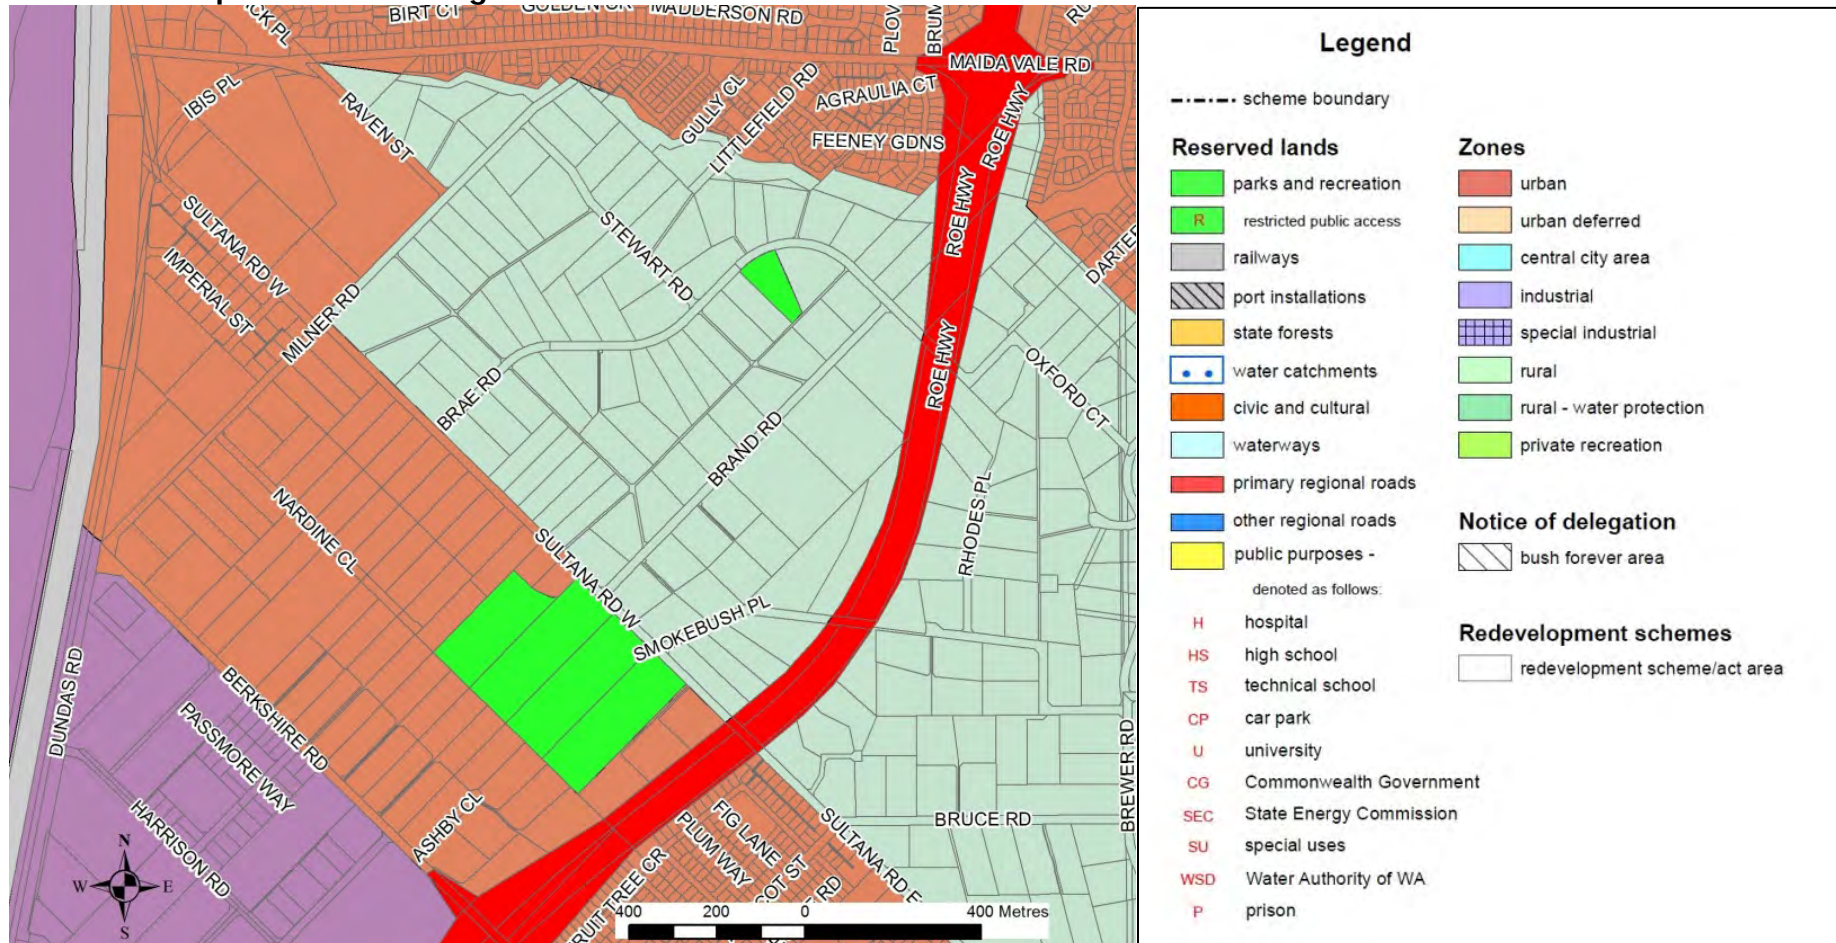 BIRT CT
MADDERSON RD
IBIS PL
RAVEN ST
GULLY CL
LITTLEFIELD RD
AGRAULIA CT
FEENEY GDNS
MAIDA VALE RD
ROE HWY
ROE HWY
ROE HWY
SULTANA RD W
IMPERIAL ST
MILNER RD
STEWART RD
BRAE RD
BRAND RD
OXFORD CT
RHODES PL
NARDINE CL
SULTANA RD W
SMOKEBUSH PL
DUNDAS RD
BERKSHIRE RD
PASSMORE WAY
HARRISON RD
ASHBY CL
FIG LANE
PLUM WAY
SULTANA RD E
BRUCE RD
BREWER RD
N
W E
S
400 200 0 400 Metres
Legend
scheme boundary
Reserved lands
parks and recreation
R restricted public access
railways
port installations
state forests
water catchments
civic and cultural
waterways
primary regional roads
other regional roads
public purposes -
denoted as follows:
H hospital
HS high school
TS technical school
CP car park
U university
CG Commonwealth Government
SEC State Energy Commission
SU special uses
WSD Water Authority of WA
P prison
Zones
urban
urban deferred
central city area
industrial
special industrial
rural
rural - water protection
private recreation
Notice of delegation
bush forever area
Redevelopment schemes
redevelopment scheme/act area